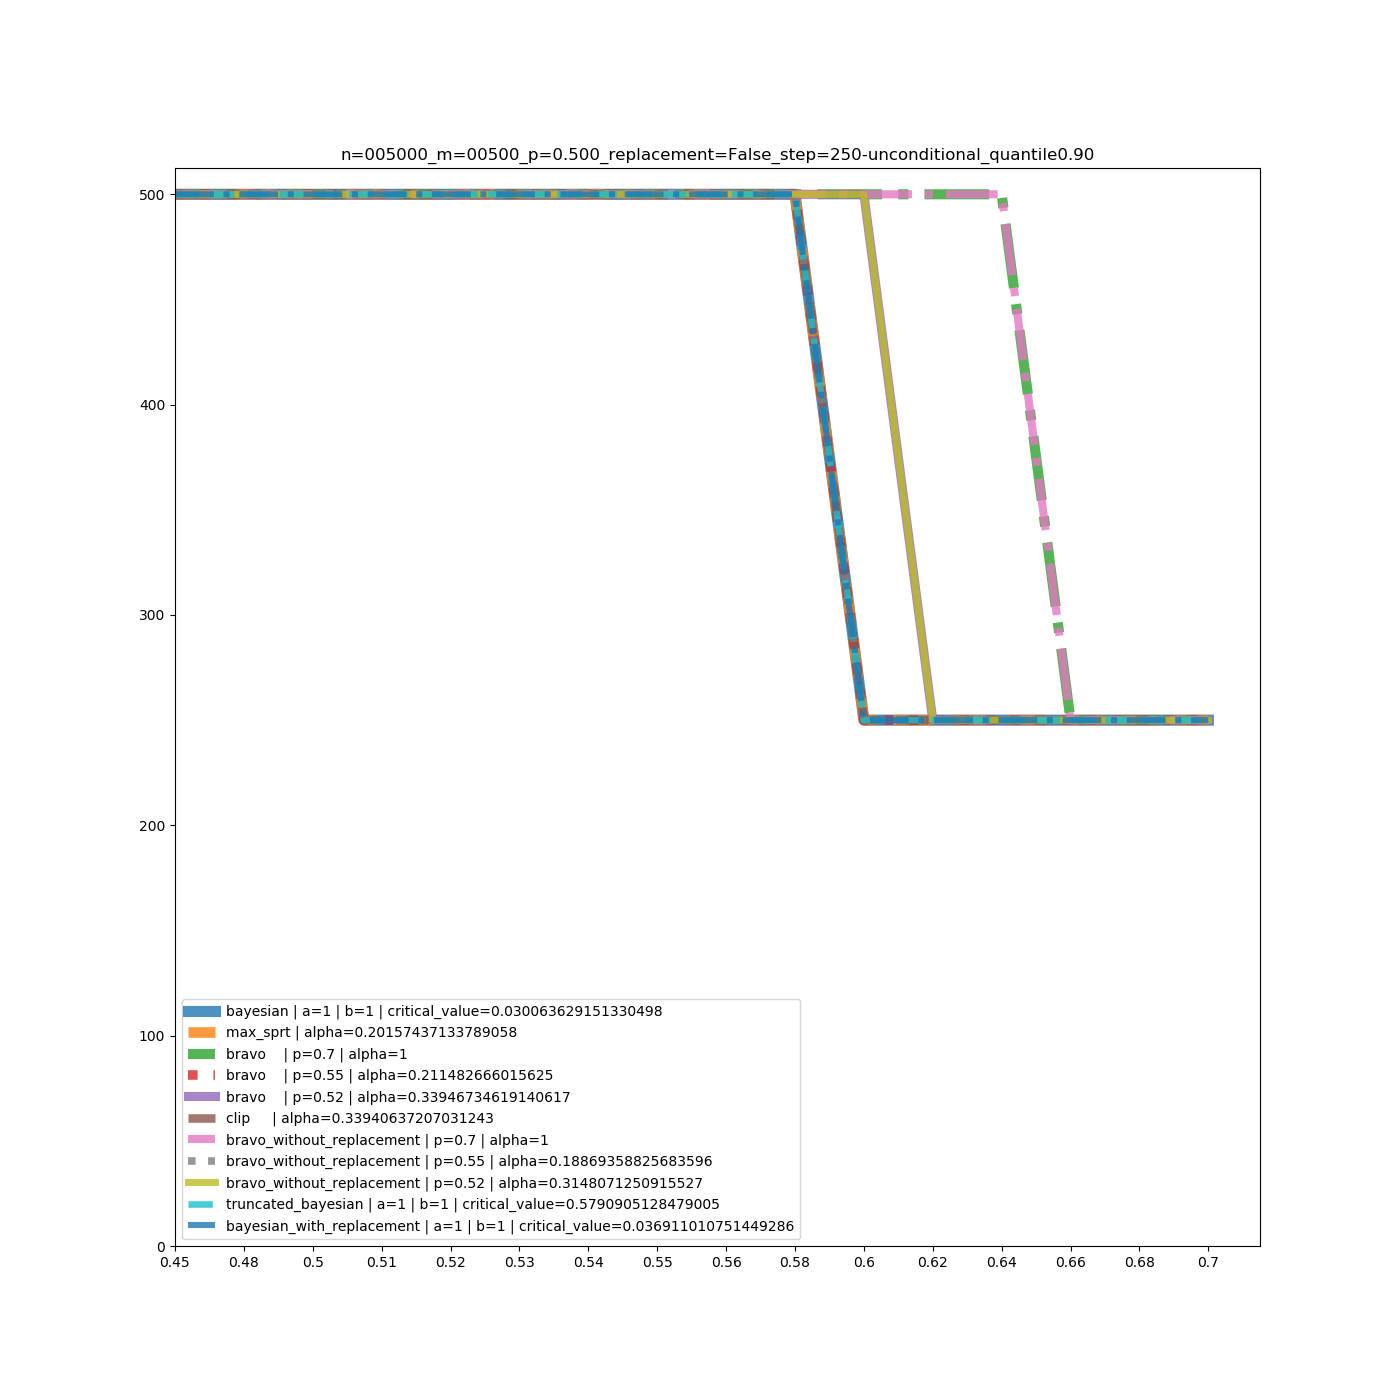 n=005000_m=00500_p=0.500_replacement=False_step=250-unconditional_quantile0.90
500
400
300
200
100
0
bayesian | a=1 | b=1 | critical_value=0.030063629151330498
max_sprt | alpha=0.20157437133789058
bravo | p=0.7 | alpha=1
bravo | p=0.55 | alpha=0.211482666015625
bravo | p=0.52 | alpha=0.33946734619140617
clip | alpha=0.33940637207031243
bravo_without_replacement | p=0.7 | alpha=1
bravo_without_replacement | p=0.55 | alpha=0.18869358825683596
bravo_without_replacement | p=0.52 | alpha=0.3148071250915527
truncated_bayesian | a=1 | b=1 | critical_value=0.5790905128479005
bayesian_with_replacement | a=1 | b=1 | critical_value=0.036911010751449286
0.45 0.48 0.5 0.51 0.52 0.53 0.54 0.55 0.56 0.58 0.6 0.62 0.64 0.66 0.68 0.7